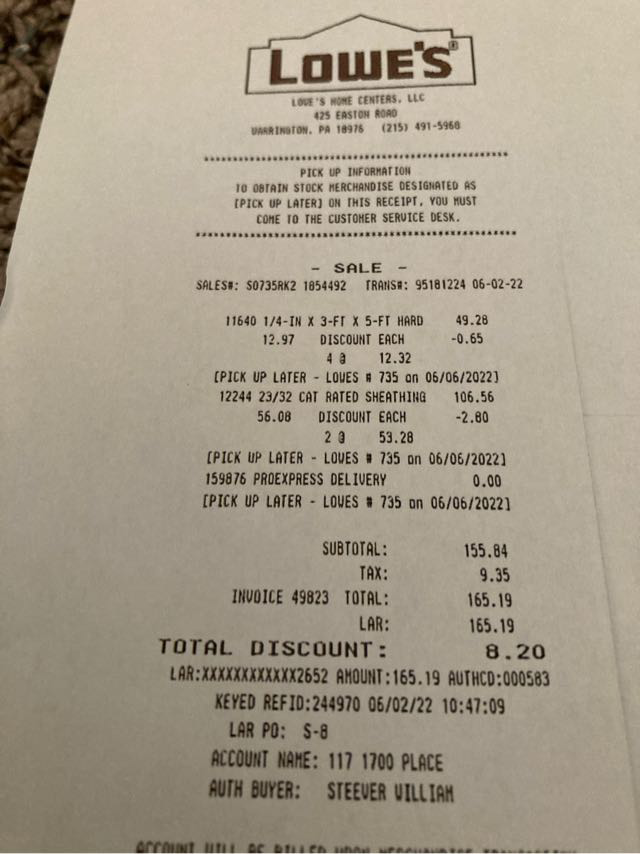 LOWE'S®
LOWE'S HOME CENTERS, LLC
425 EASTON ROAD
WARRINGTON, PA 18976 (215) 491-5968
PICK UP INFORMATION
TO OBTAIN STOCK MERCHANDISE DESIGNATED AS
[PICK UP LATER] ON THIS RECEIPT, YOU MUST
COME TO THE CUSTOMER SERVICE DESK.
- SALE -
SALES#: S0735RK2 1854492 TRANS#: 95181224 06-02-22
11640 1/4-IN X 3-FT X 5-FT HARD 49.28
12.97 DISCOUNT EACH -0.65
4 @ 12.32
[PICK UP LATER - LOWES # 735 on 06/06/2022]
12244 23/32 CAT RATED SHEATHING 106.56
56.08 DISCOUNT EACH -2.80
2 @ 53.28
[PICK UP LATER - LOWES # 735 on 06/06/2022]
159876 PROEXPRESS DELIVERY 0.00
[PICK UP LATER - LOWES # 735 on 06/06/2022]
SUBTOTAL: 155.84
TAX: 9.35
INVOICE 49823 TOTAL: 165.19
LAR: 165.19
TOTAL DISCOUNT: 8.20
LAR:XXXXXXXXXXXX2652 AMOUNT:165.19 AUTHCD:000583
KEYED REFID:244970 06/02/22 10:47:09
LAR PO: S-8
ACCOUNT NAME: 117 1700 PLACE
AUTH BUYER: STEEVER WILLIAM
ACCOUNT WILL BE BILLED UPON MERCHANDISE